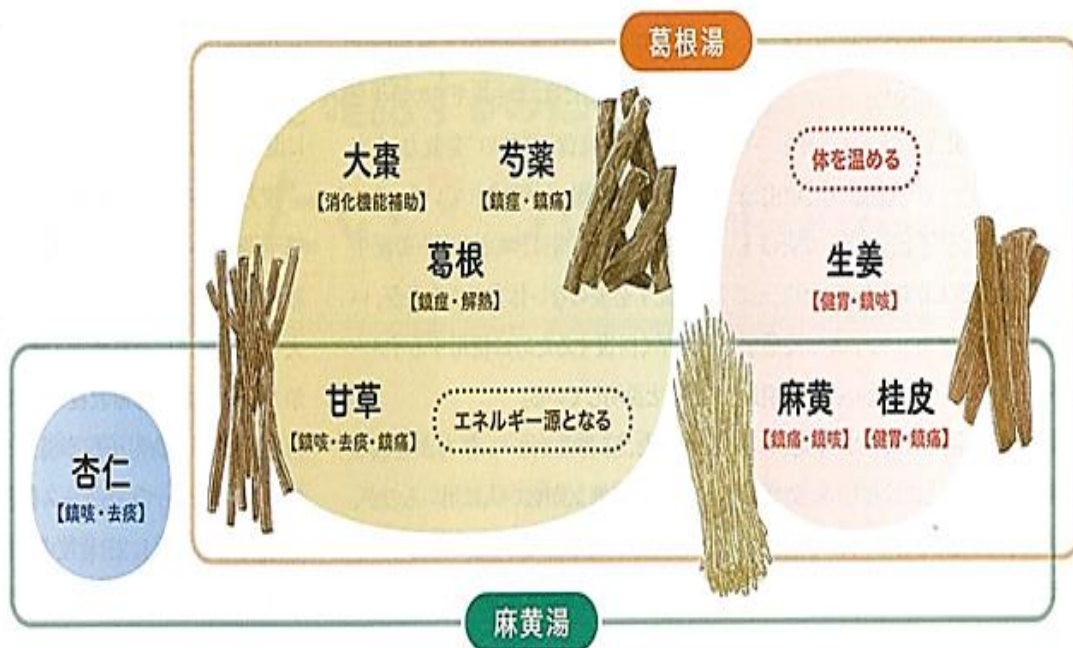 葛根湯
大棗
【消化機能補助】
芍薬
【鎮痙・鎮痛】
葛根
【鎮痙・解熱】
体を温める
生姜
【健胃・鎮咳】
甘草
【鎮咳・去痰・鎮痛】
エネルギー源となる
麻黄
【鎮痛・鎮咳】
桂皮
【健胃・鎮痛】
杏仁
【鎮咳・去痰】
麻黄湯